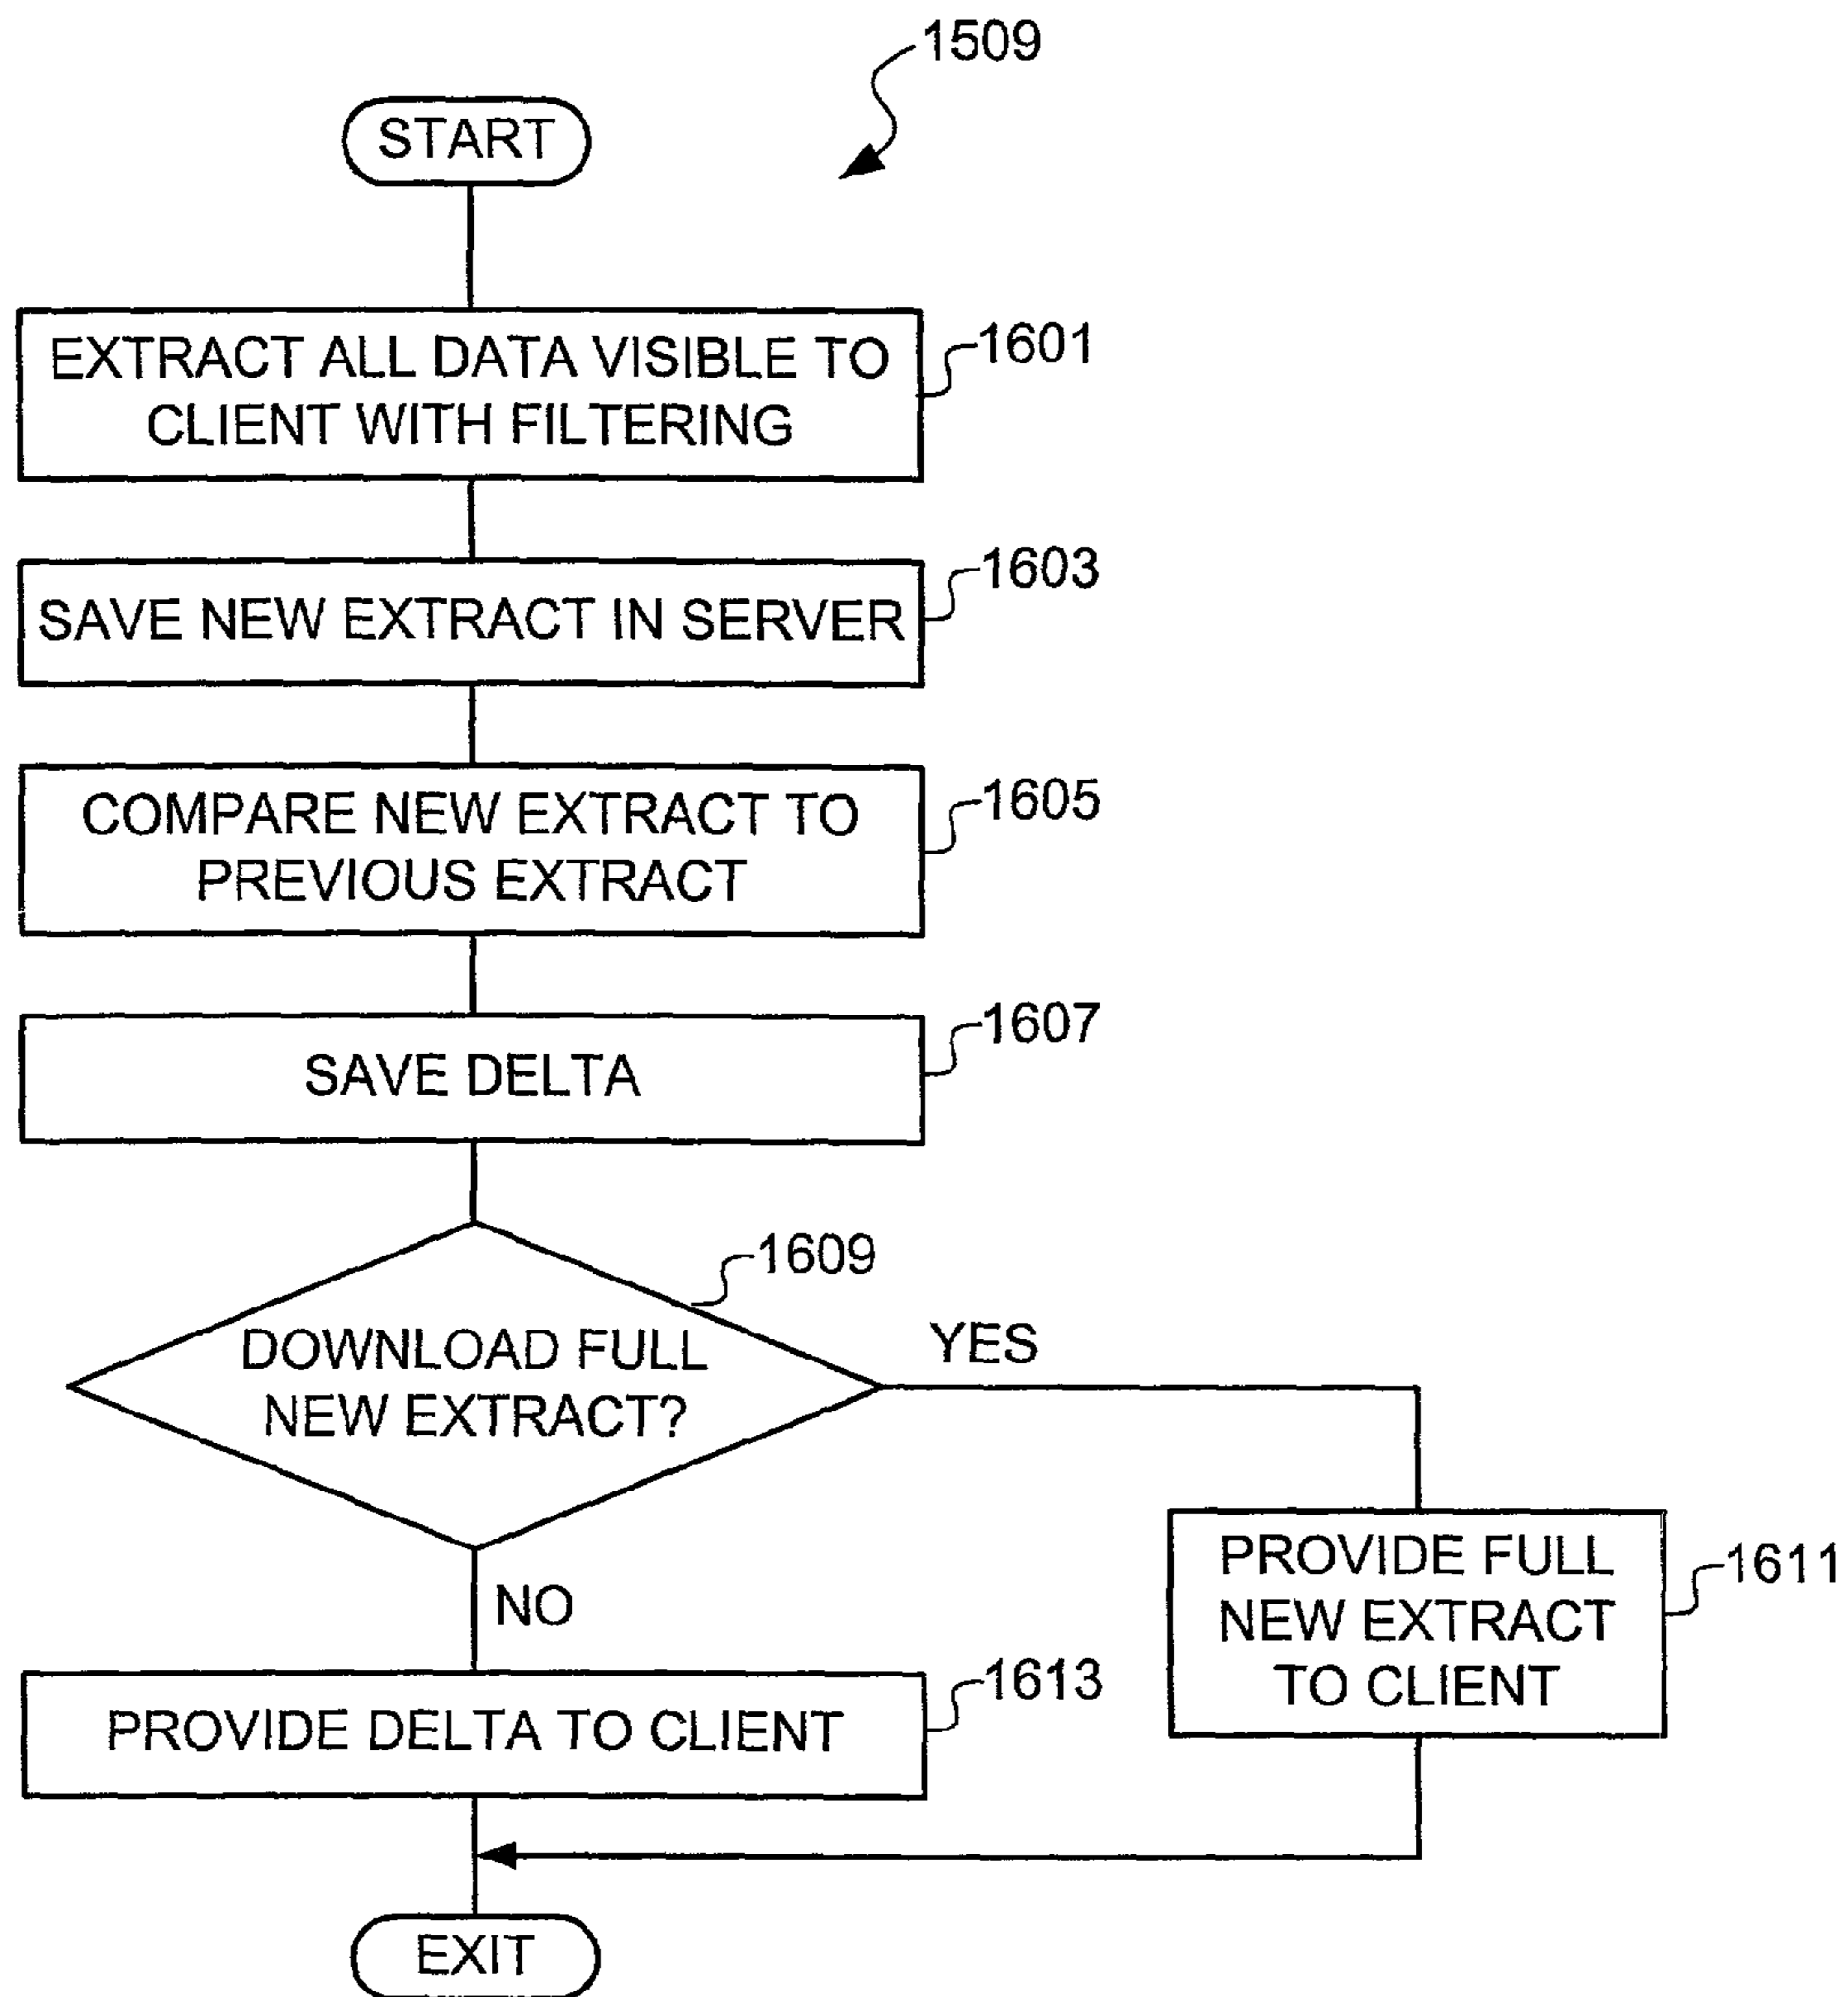 1509
START
EXTRACT ALL DATA VISIBLE TO
CLIENT WITH FILTERING
1601
SAVE NEW EXTRACT IN SERVER
1603
COMPARE NEW EXTRACT TO
PREVIOUS EXTRACT
1605
SAVE DELTA
1607
DOWNLOAD FULL
NEW EXTRACT?
1609
YES
NO
PROVIDE FULL
NEW EXTRACT
TO CLIENT
1611
PROVIDE DELTA TO CLIENT
1613
EXIT